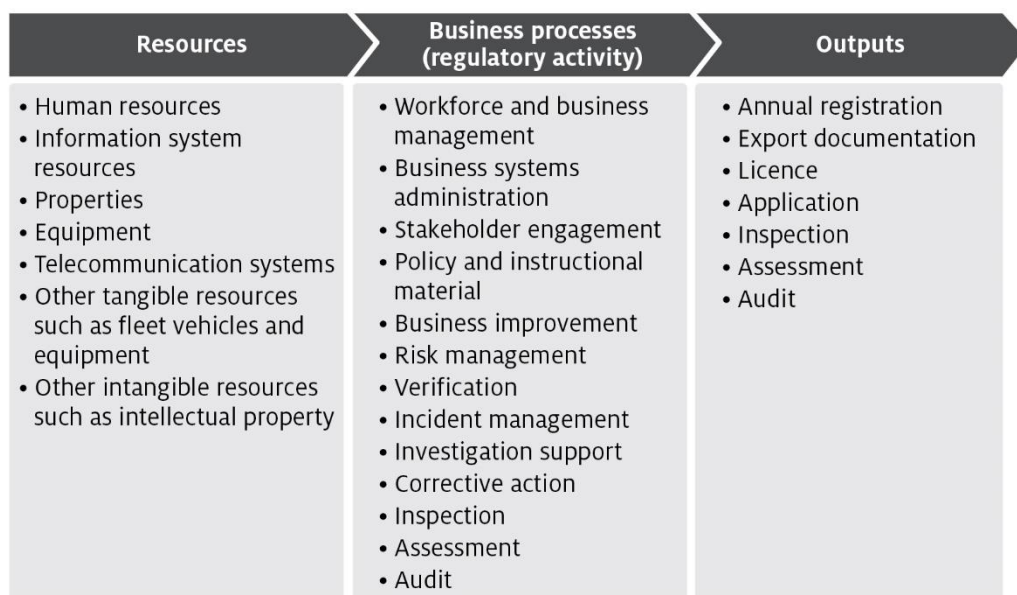 Resources
Business processes
(regulatory activity)
Outputs
• Human resources
• Information system
resources
• Properties
• Equipment
• Telecommunication systems
• Other tangible resources
such as fleet vehicles and
equipment
• Other intangible resources
such as intellectual property
• Workforce and business
management
• Business systems
administration
• Stakeholder engagement
• Policy and instructional
material
• Business improvement
• Risk management
• Verification
• Incident management
• Investigation support
• Corrective action
• Inspection
• Assessment
• Audit
• Annual registration
• Export documentation
• Licence
• Application
• Inspection
• Assessment
• Audit